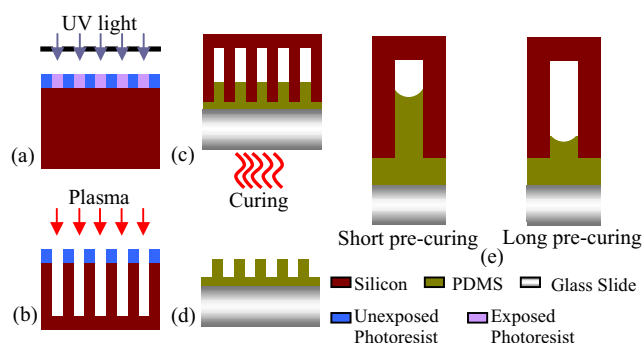 UV light
(a)
(c)
Plasma
Curing
(b)
(d)
Short pre-curing
Long pre-curing
(e)
Silicon
PDMS
Glass Slide
Unexposed
Photoresist
Exposed
Photoresist